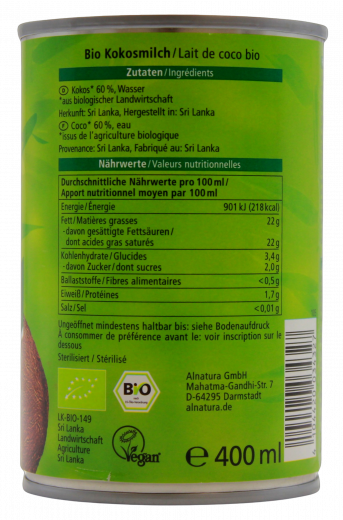 Bio Kokosmilch / Lait de coco bio
Zutaten / Ingrédients
D Kokos* 60 %, Wasser
*aus biologischer Landwirtschaft
Herkunft: Sri Lanka, Hergestellt in: Sri Lanka
F Coco* 60 %, eau
*issus de l'agriculture biologique
Provenance: Sri Lanka, Fabriqué au: Sri Lanka
Nährwerte / Valeurs nutritionnelles
Durchschnittliche Nährwerte pro 100 ml /
Apport nutritionnel moyen par 100 ml
Energie / Énergie 901 kJ (218 kcal)
Fett / Matières grasses 22 g
-davon gesättigte Fettsäuren /
dont acides gras saturés 22 g
Kohlenhydrate / Glucides 3,4 g
-davon Zucker / dont sucres 2,0 g
Ballaststoffe / Fibres alimentaires <0,5 g
Eiweiß / Protéines 1,7 g
Salz / Sel <0,01 g
Ungeöffnet mindestens haltbar bis: siehe Bodenaufdruck
À consommer de préférence avant le: voir inscription sur le
dessous
Sterilisiert / Stérilisé
Bio
LK-BIO-149
Sri Lanka
Landwirtschaft
Agriculture
Sri Lanka
Vegan
Alnatura GmbH
Mahatma-Gandhi-Str. 7
D-64295 Darmstadt
alnatura.de
e 400 ml